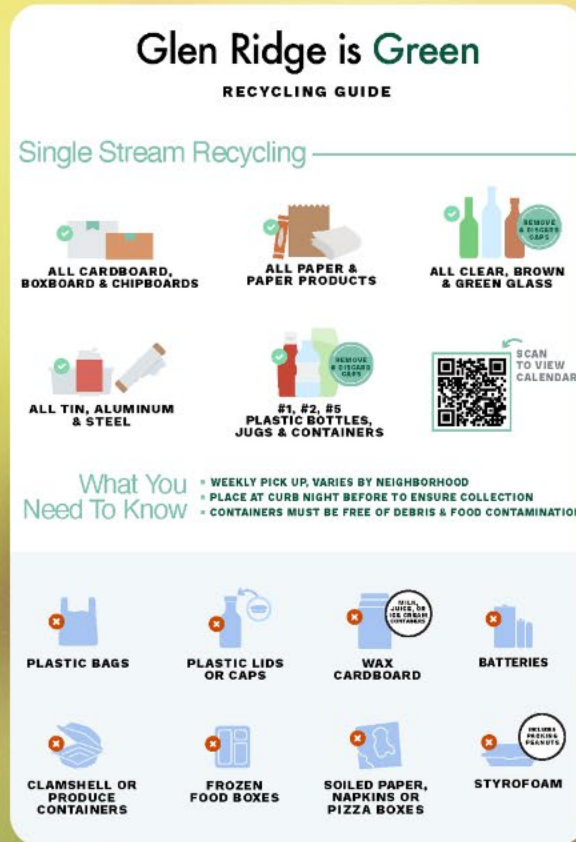 Glen Ridge is Green
RECYCLING GUIDE
Single Stream Recycling
REMOVE
& DISCARD
CAPS
ALL CARDBOARD,
BOXBOARD & CHIPBOARDS
ALL PAPER &
PAPER PRODUCTS
ALL CLEAR, BROWN
& GREEN GLASS
REMOVE
& DISCARD
CAPS
SCAN
TO VIEW
CALENDAR
ALL TIN, ALUMINUM
& STEEL
#1, #2, #5
PLASTIC BOTTLES,
JUGS & CONTAINERS
What You
Need To Know
WEEKLY PICK UP, VARIES BY NEIGHBORHOOD
PLACE AT CURB NIGHT BEFORE TO ENSURE COLLECTION
CONTAINERS MUST BE FREE OF DEBRIS & FOOD CONTAMINATION
MILK,
JUICE, OR
ICE CREAM
CONTAINERS
PLASTIC BAGS
PLASTIC LIDS
OR CAPS
WAX
CARDBOARD
BATTERIES
INCLUDES
PACKING
PEANUTS
CLAMSHELL OR
PRODUCE
CONTAINERS
FROZEN
FOOD BOXES
SOILED PAPER,
NAPKINS OR
PIZZA BOXES
STYROFOAM